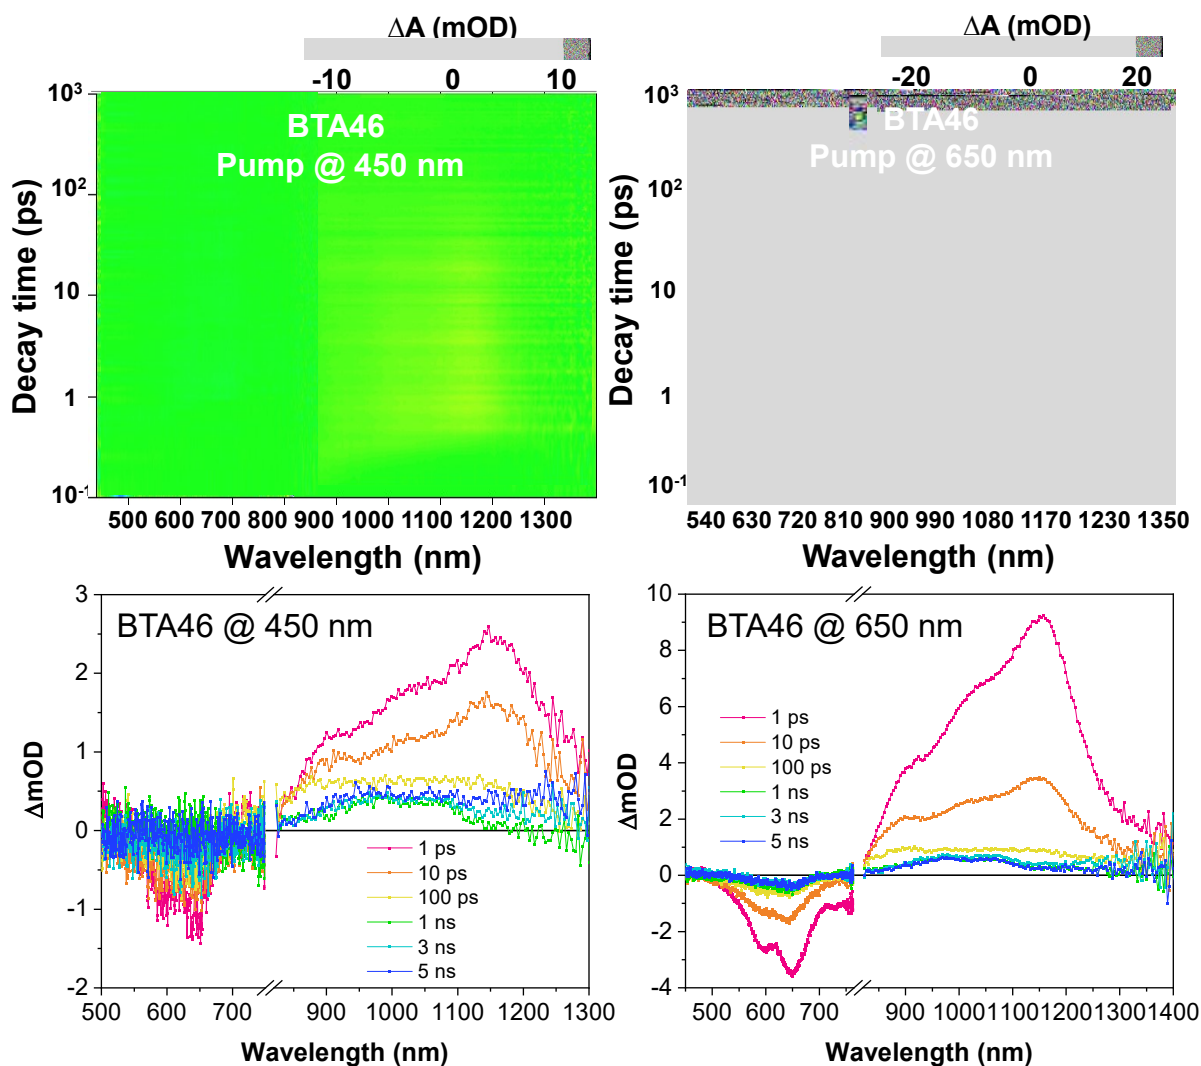 ΔA (mOD)
-10 0 10
10³
10²
10
1
10⁻¹
Decay time (ps)
BTA46
Pump @ 450 nm
500 600 700 800 900 1000 1100 1200 1300
Wavelength (nm)
ΔA (mOD)
-20 0 20
10³
10²
10
1
10⁻¹
Decay time (ps)
BTA46
Pump @ 650 nm
540 630 720 810 900 990 1080 1170 1230 1350
Wavelength (nm)
3
2
1
0
-1
-2
ΔmOD
BTA46 @ 450 nm
1 ps
10 ps
100 ps
1 ns
3 ns
5 ns
500 600 700 900 1000 1100 1200 1300
Wavelength (nm)
10
8
6
4
2
0
-2
-4
ΔmOD
BTA46 @ 650 nm
1 ps
10 ps
100 ps
1 ns
3 ns
5 ns
500 600 700 800 900 1000 1100 1200 1300 1400
Wavelength (nm)